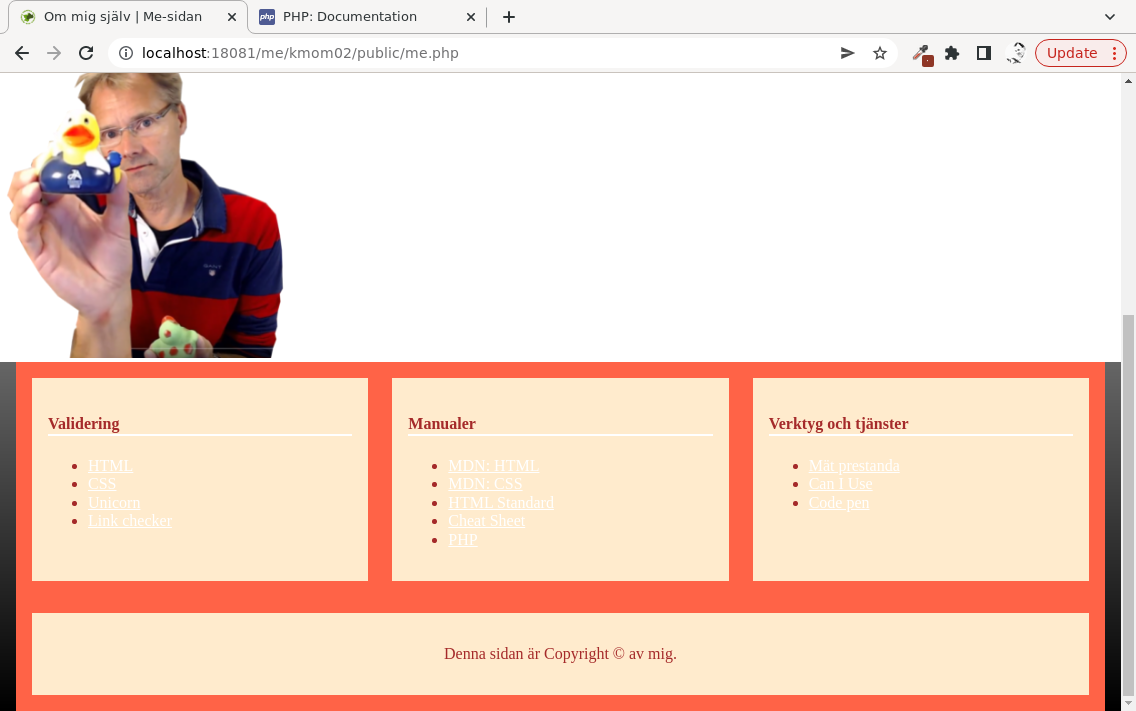 Om mig själv | Me-sidan
php PHP: Documentation
localhost:18081/me/kmom02/public/me.php
Update
Validering
HTML
CSS
Unicorn
Link checker
Manualer
MDN: HTML
MDN: CSS
HTML Standard
Cheat Sheet
PHP
Verktyg och tjänster
Mät prestanda
Can I Use
Code pen
Denna sidan är Copyright © av mig.